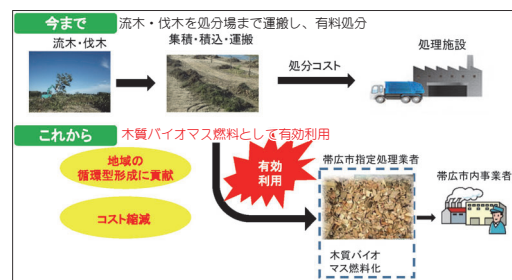 今まで 流木・伐木を処分場まで運搬し、有料処分
流木・伐木
集積・積込・運搬
処分コスト
処理施設
これから 木質バイオマス燃料として有効利用
地域の
循環型形成に貢献
コスト縮減
有効
利用
帯広市指定処理業者
木質バイオ
マス燃料化
帯広市内事業者